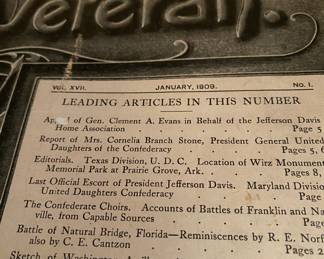 Veteran.
VOL. XVII. JANUARY, 1909. No. 1.
LEADING ARTICLES IN THIS NUMBER
of Gen. Clement A. Evans in Behalf of the Jefferson Davis
Home Association . . . . Page 5
Report of Mrs. Cornelia Branch Stone, President General United
Daughters of the Confederacy . . . Pages 5, 6
Editorials. Texas Division, U. D. C. Location of Wirz Monument
Memorial Park at Prairie Grove, Ark. . . Pages 8,
Last Official Escort of President Jefferson Davis. Maryland Division
United Daughters Confederacy . . . Page
The Confederate Choirs. Accounts of Battles of Franklin and Na
ville, from Capable Sources . . . Page
Battle of Natural Bridge, Florida—Reminiscences by R. E. Nor
also by C. E. Cantzon . . . Pages 2
Sketch of Washington